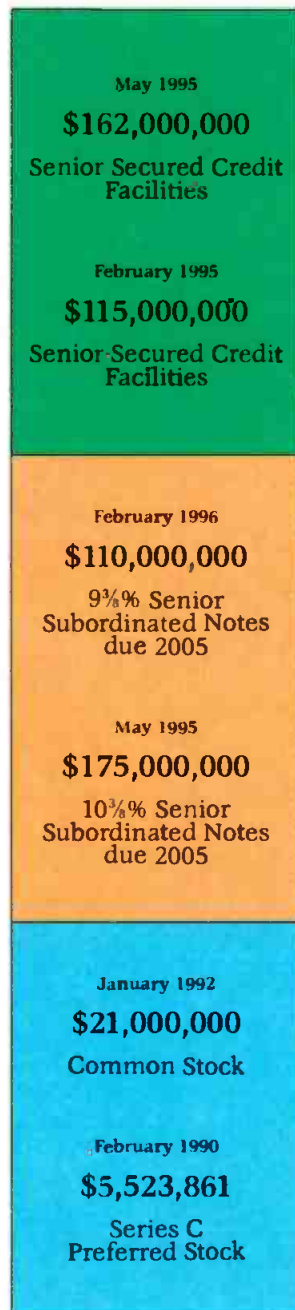 May 1995
$162,000,000
Senior Secured Credit
Facilities
February 1995
$115,000,000
Senior Secured Credit
Facilities
February 1996
$110,000,000
9⅜% Senior
Subordinated Notes
due 2005
May 1995
$175,000,000
10⅜% Senior
Subordinated Notes
due 2005
January 1992
$21,000,000
Common Stock
February 1990
$5,523,861
Series C
Preferred Stock